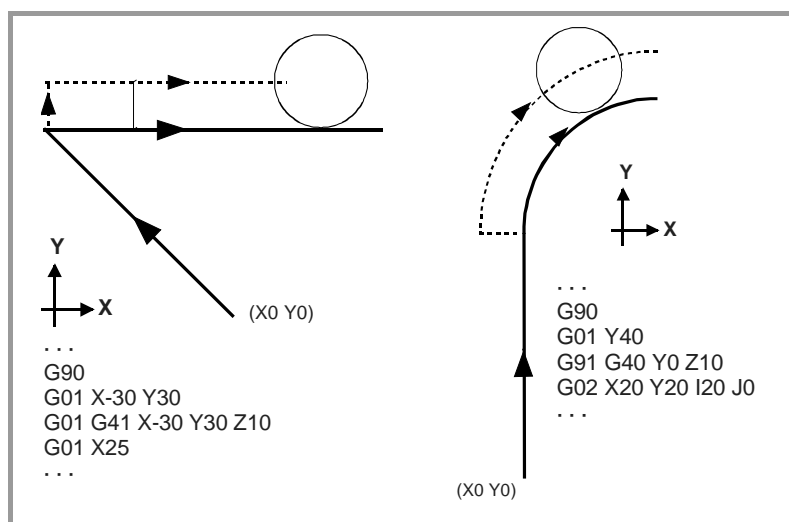 Y
X
(X0 Y0)
. . .
G90
G01 X-30 Y30
G01 G41 X-30 Y30 Z10
G01 X25
. . .
Y
X
. . .
G90
G01 Y40
G91 G40 Y0 Z10
G02 X20 Y20 I20 J0
. . .
(X0 Y0)